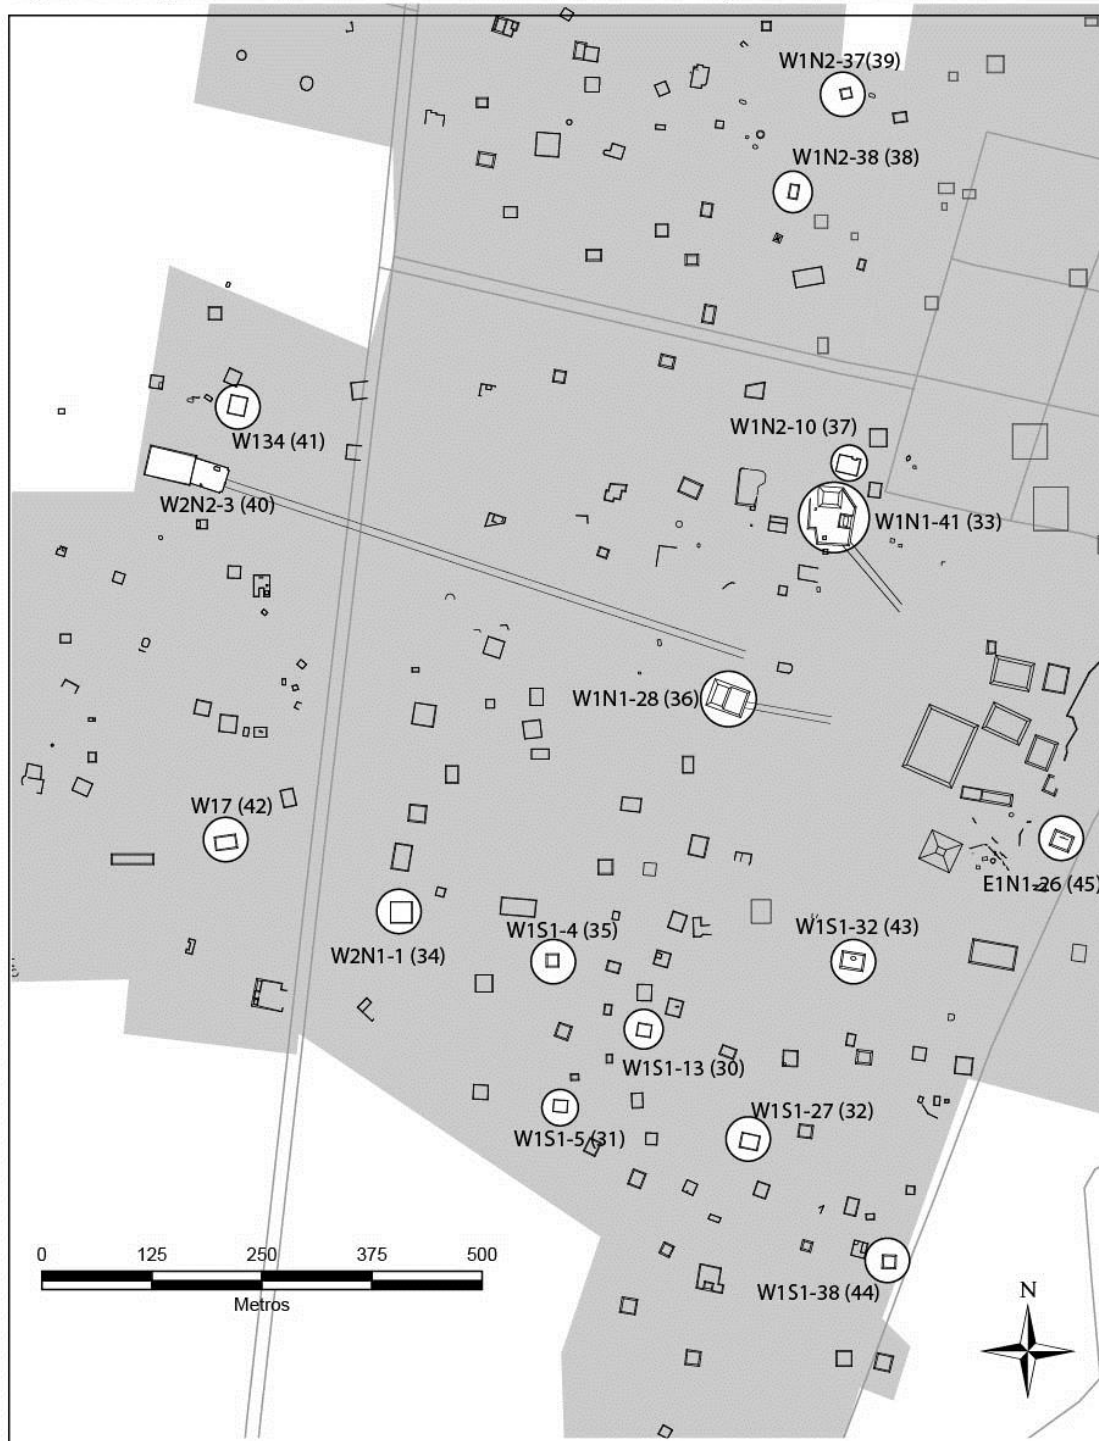 W1N2-37(39)
W1N2-38 (38)
W1N2-10 (37)
W134 (41)
W2N2-3 (40)
W1N1-41 (33)
W1N1-28 (36)
W17 (42)
E1N1-26 (45)
W1S1-4 (35)
W1S1-32 (43)
W2N1-1 (34)
W1S1-13 (30)
W1S1-27 (32)
W1S1-5 (31)
0 125 250 375 500
Metros
W1S1-38 (44)
N